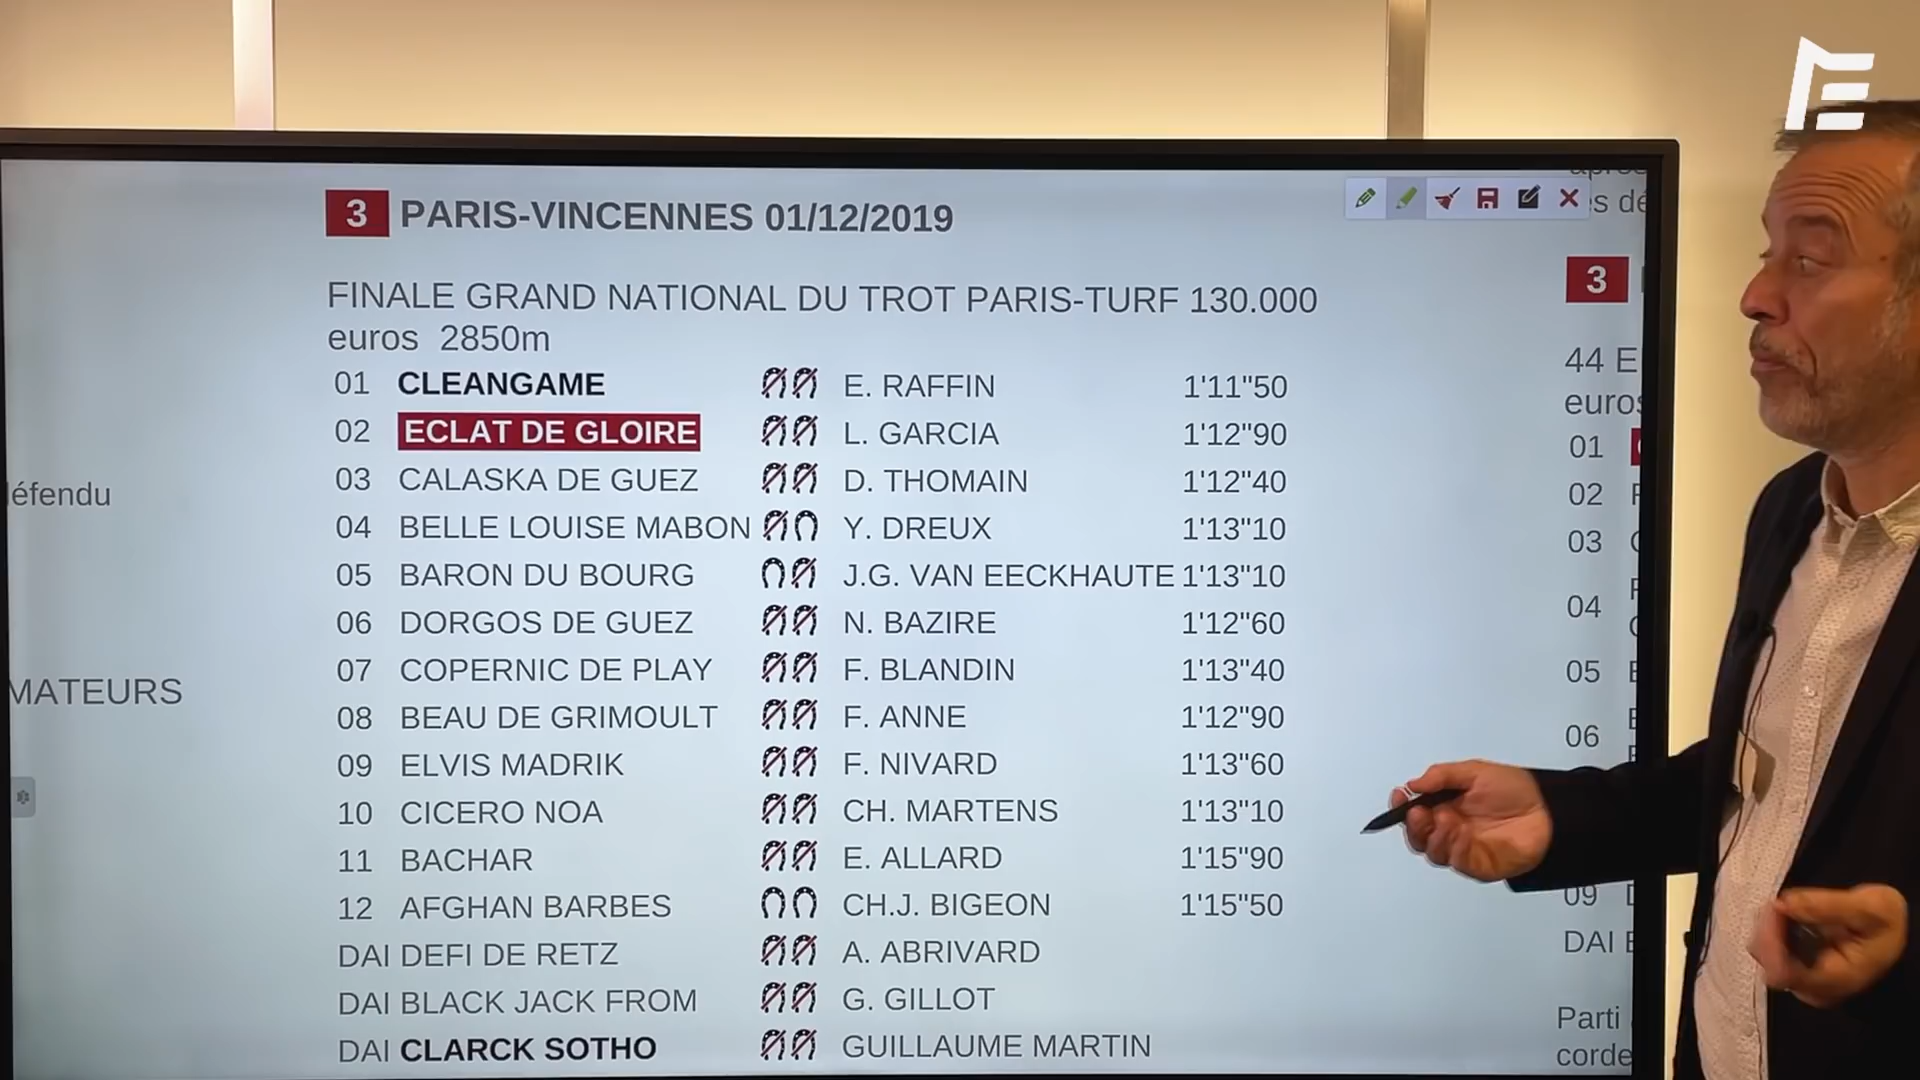 3 PARIS-VINCENNES 01/12/2019
FINALE GRAND NATIONAL DU TROT PARIS-TURF 130.000
euros 2850m
01 CLEANGAME E. RAFFIN 1'11"50
02 ECLAT DE GLOIRE L. GARCIA 1'12"90
03 CALASKA DE GUEZ D. THOMAIN 1'12"40
04 BELLE LOUISE MABON Y. DREUX 1'13"10
05 BARON DU BOURG J.G. VAN EECKHAUTE 1'13"10
06 DORGOS DE GUEZ N. BAZIRE 1'12"60
07 COPERNIC DE PLAY F. BLANDIN 1'13"40
08 BEAU DE GRIMOULT F. ANNE 1'12"90
09 ELVIS MADRIK F. NIVARD 1'13"60
10 CICERO NOA CH. MARTENS 1'13"10
11 BACHAR E. ALLARD 1'15"90
12 AFGHAN BARBES CH.J. BIGEON 1'15"50
DAI DEFI DE RETZ A. ABRIVARD
DAI BLACK JACK FROM G. GILLOT
DAI CLARCK SOTHO GUILLAUME MARTIN
éfendu
MATEURS
s dé
3
44 E
euros
01
02
03
04
05
06
09
DAI
Parti
corde